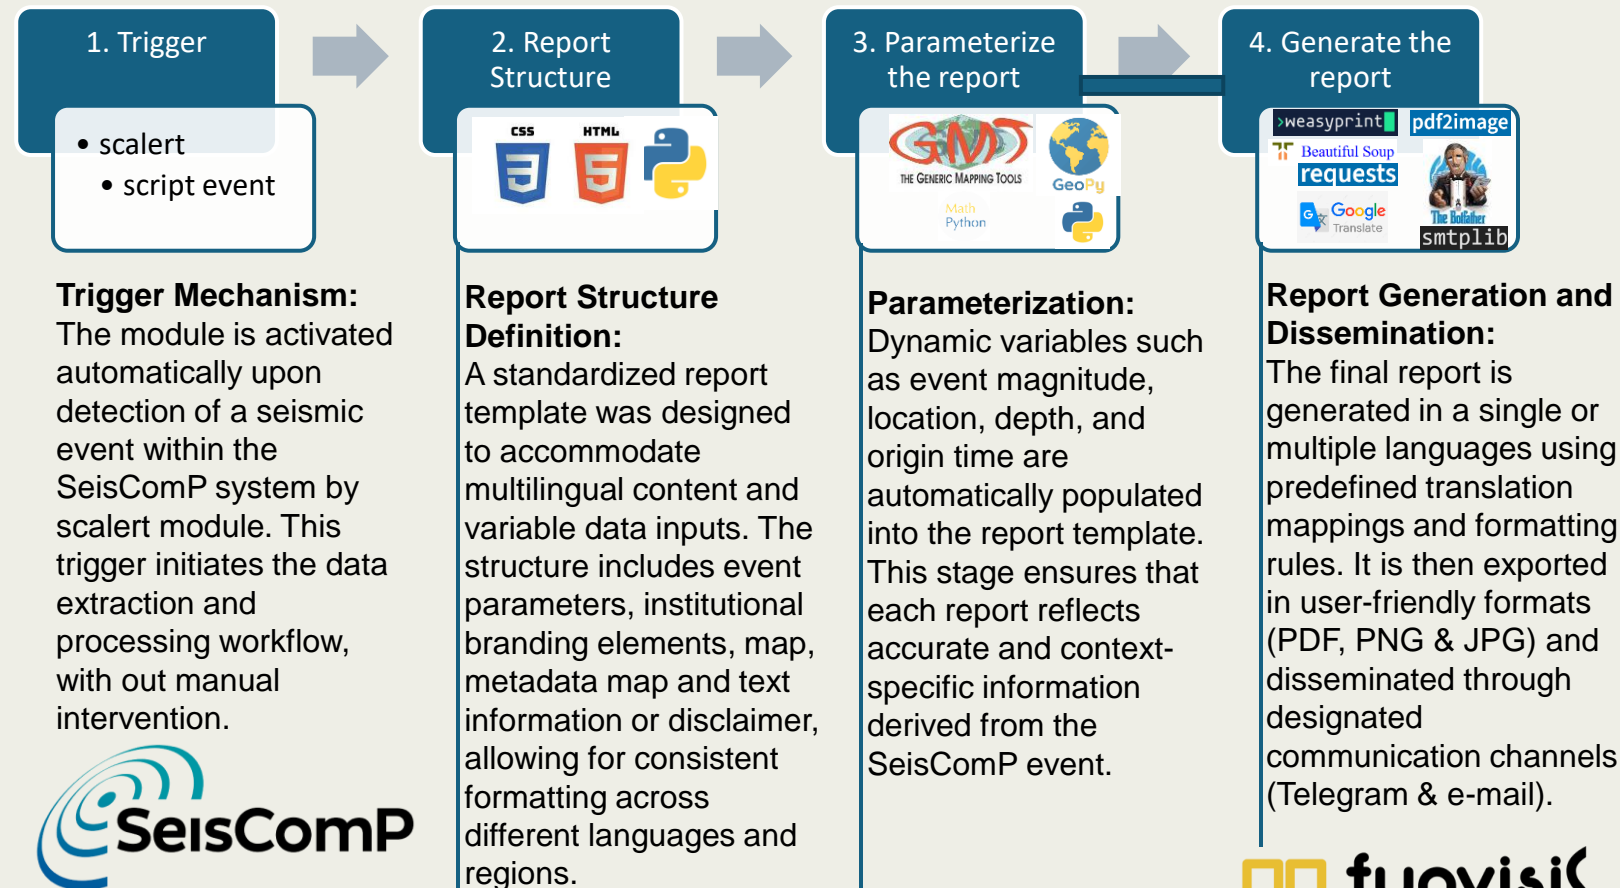 1. Trigger
• scalert
• script event
Trigger Mechanism:
The module is activated
automatically upon
detection of a seismic
event within the
SeisComP system by
scalert module. This
trigger initiates the data
extraction and
processing workflow,
with out manual
intervention.
SeisComP
2. Report
Structure
CSS
HTML
3
5
Report Structure
Definition:
A standardized report
template was designed
to accommodate
multilingual content and
variable data inputs. The
structure includes event
parameters, institutional
branding elements, map,
metadata map and text
information or disclaimer,
allowing for consistent
formatting across
different languages and
regions.
3. Parameterize
the report
GMT
THE GENERIC MAPPING TOOLS
GeoPy
Math
Python
Parameterization:
Dynamic variables such
as event magnitude,
location, depth, and
origin time are
automatically populated
into the report template.
This stage ensures that
each report reflects
accurate and context-
specific information
derived from the
SeisComP event.
4. Generate the
report
>weasyprint
pdf2image
Beautiful Soup
requests
Google
Translate
G
The Botfather
smtplib
Report Generation and
Dissemination:
The final report is
generated in a single or
multiple languages using
predefined translation
mappings and formatting
rules. It is then exported
in user-friendly formats
(PDF, PNG & JPG) and
disseminated through
designated
communication channels
(Telegram & e-mail).
funvisis